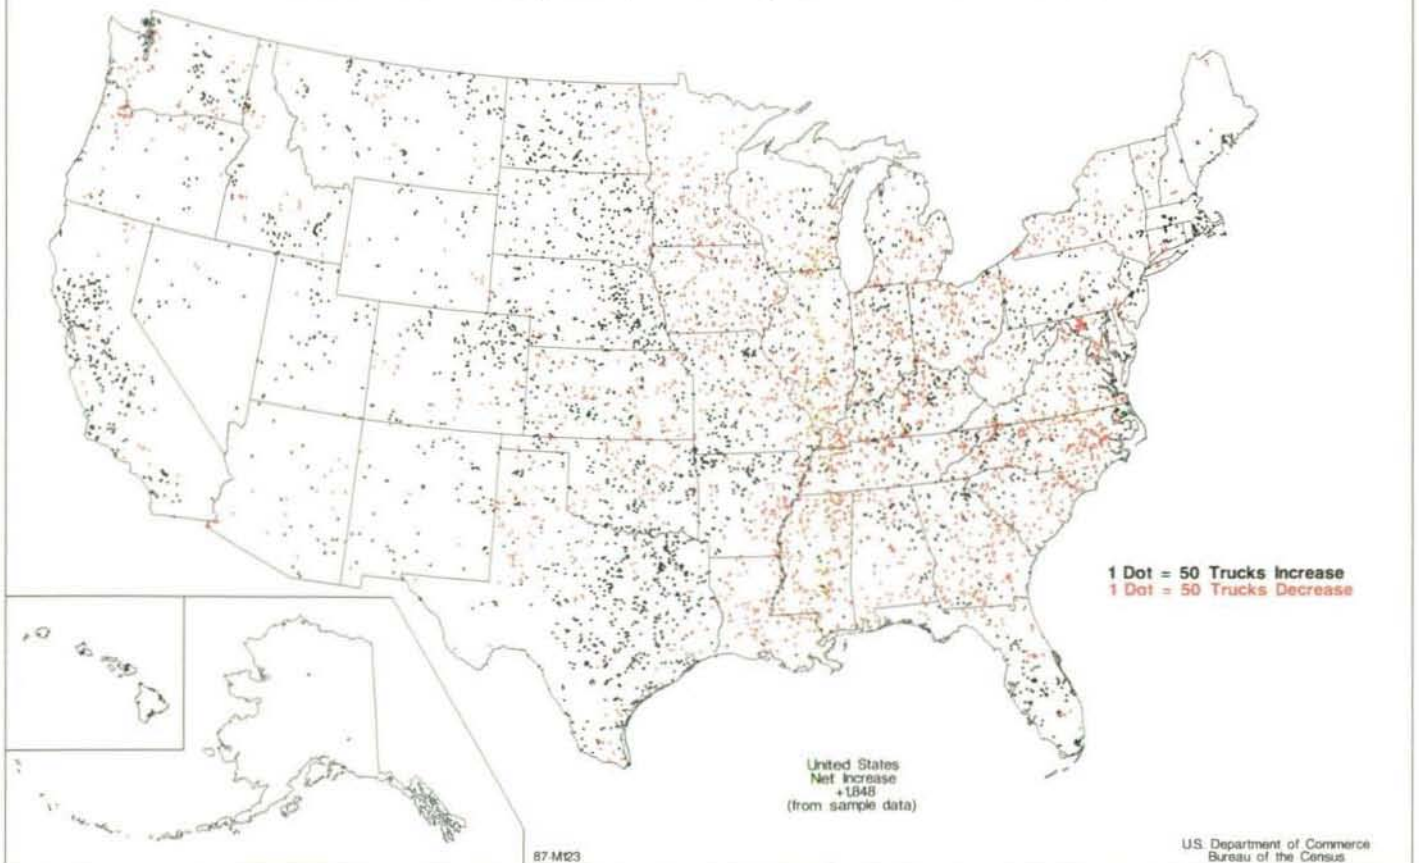 1 Dot = 50 Trucks Increase
1 Dot = 50 Trucks Decrease
United States
Net Increase
+1,848
(from sample data)
87-M123
U.S. Department of Commerce
Bureau of the Census